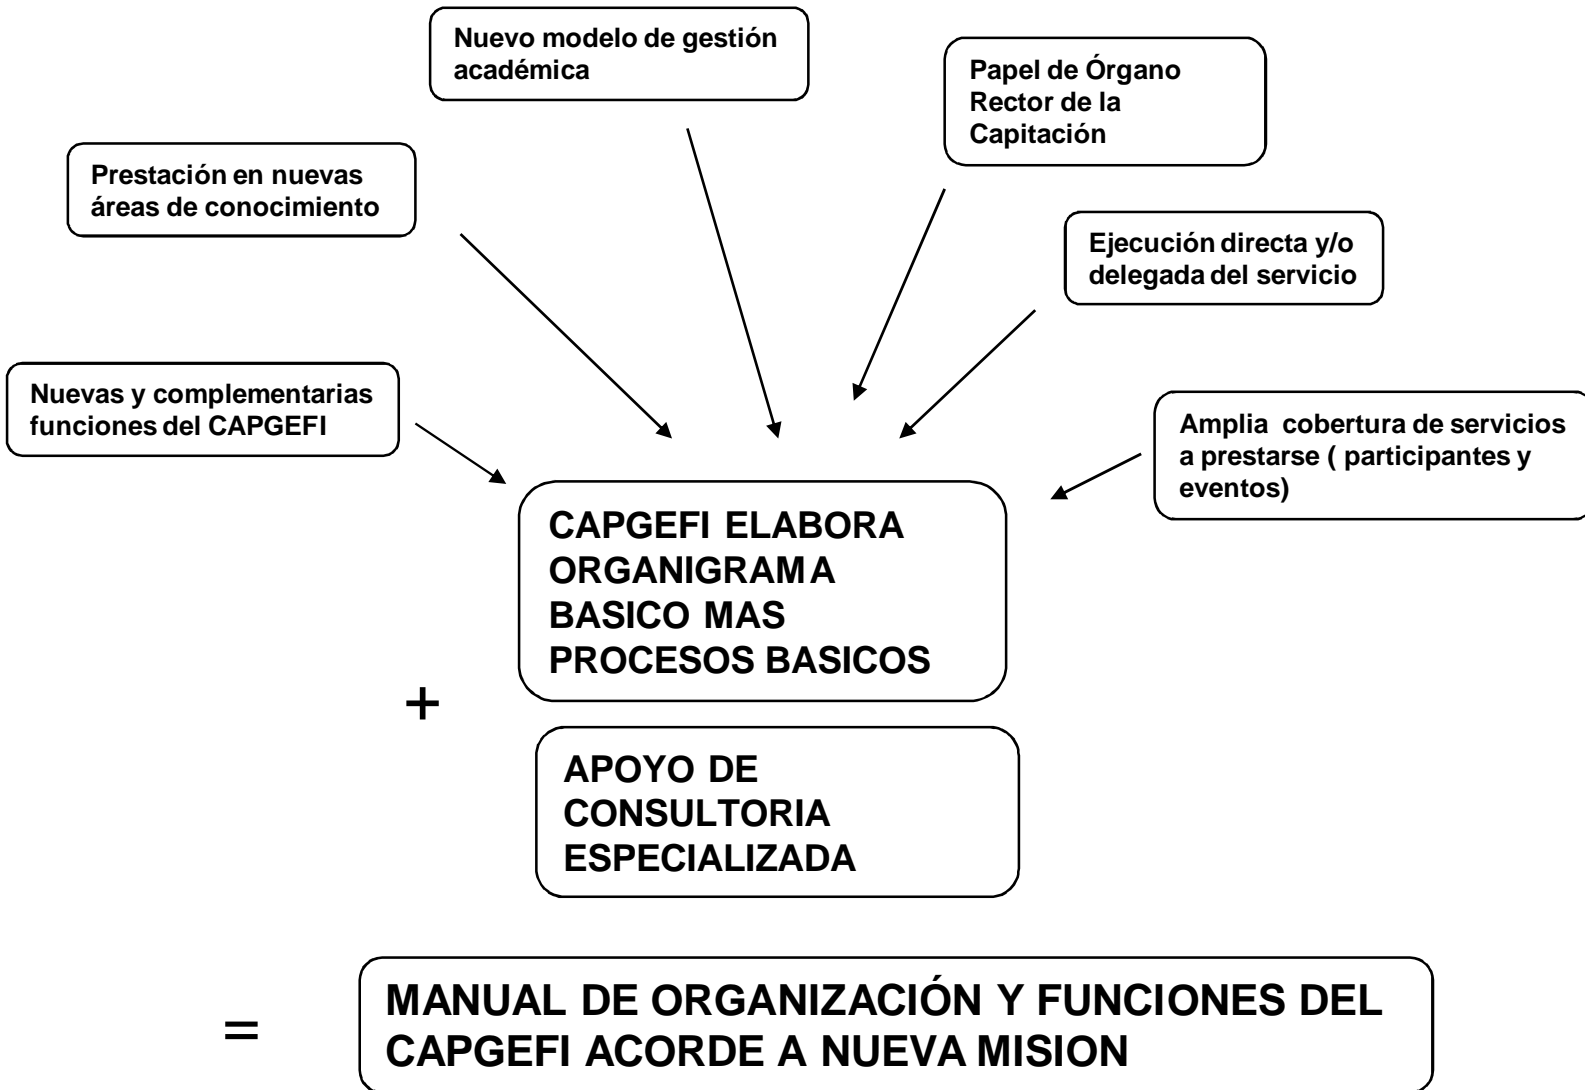 Nuevo modelo de gestión
académica
Papel de Órgano
Rector de la
Capitación
Prestación en nuevas
áreas de conocimiento
Ejecución directa y/o
delegada del servicio
Nuevas y complementarias
funciones del CAPGEFI
Amplia cobertura de servicios
a prestarse ( participantes y
eventos)
CAPGEFI ELABORA
ORGANIGRAMA
BASICO MAS
PROCESOS BASICOS
+
APOYO DE
CONSULTORIA
ESPECIALIZADA
=
MANUAL DE ORGANIZACIÓN Y FUNCIONES DEL
CAPGEFI ACORDE A NUEVA MISION